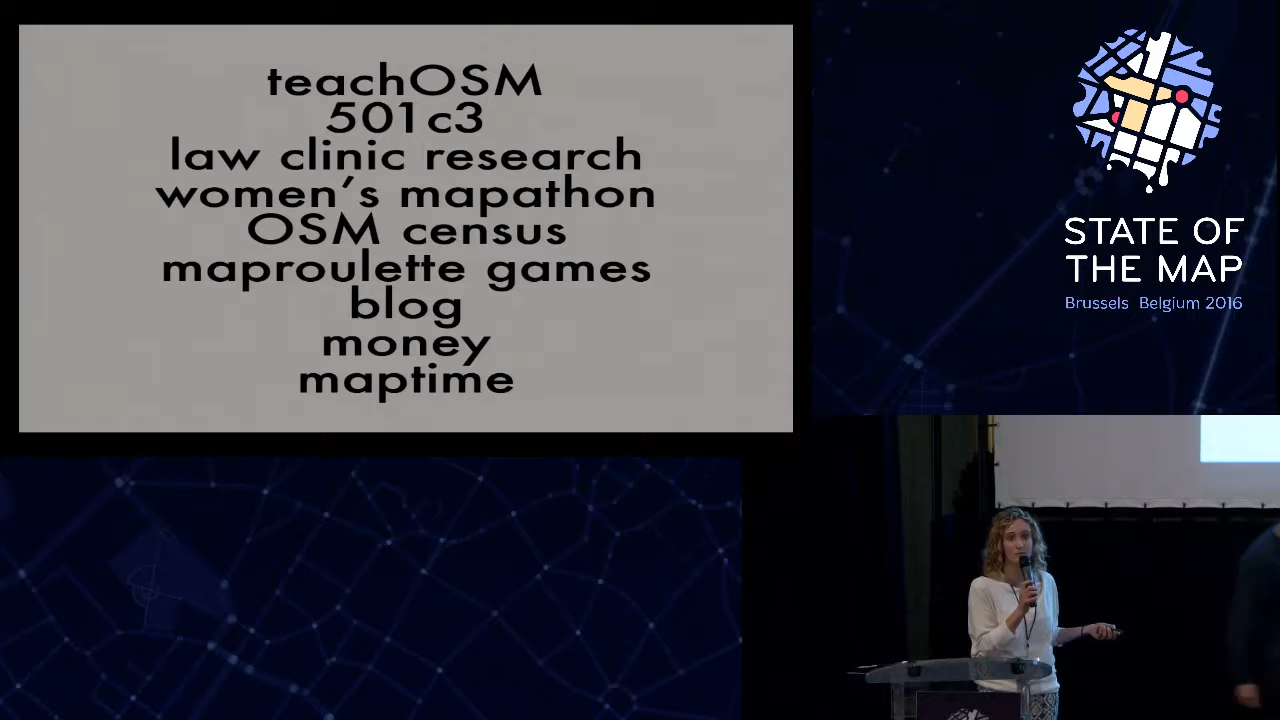 teachOSM
501c3
law clinic research
women's mapathon
OSM census
maproulette games
blog
money
maptime
STATE OF
THE MAP
Brussels Belgium 2016